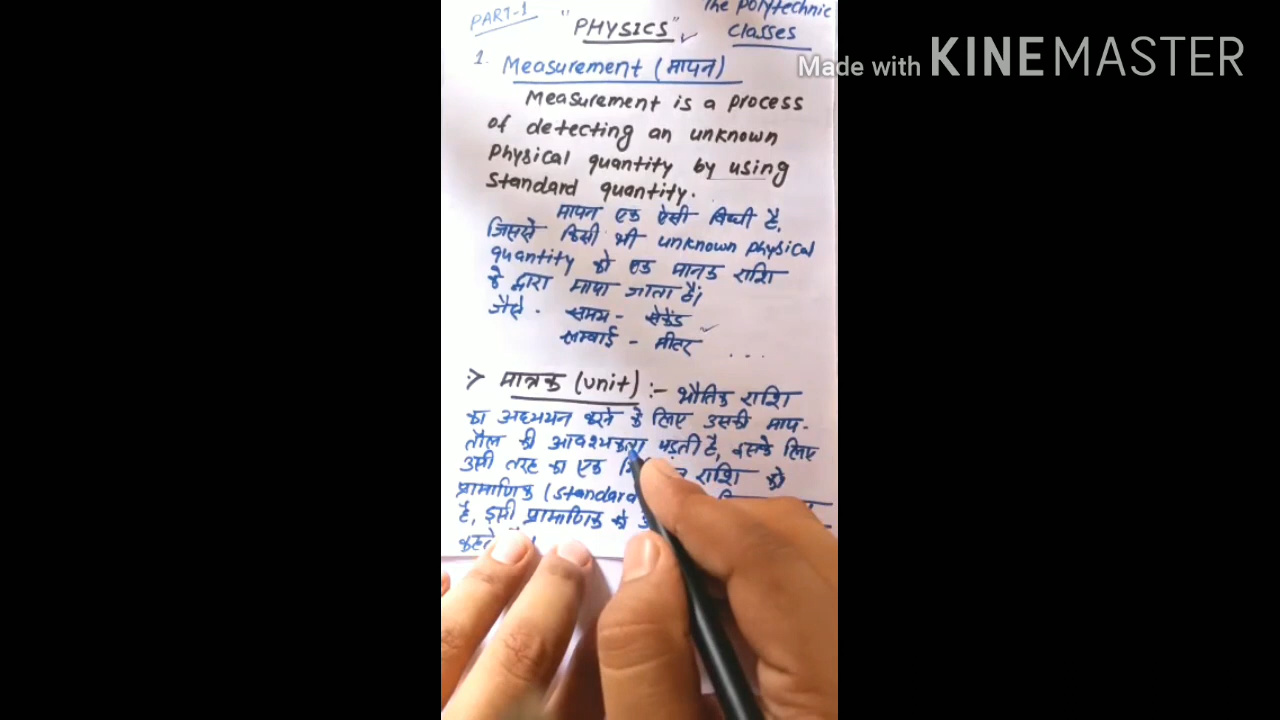 PART-1
"PHYSICS"
The Polytechnic
Classes
Made with KINEMASTER
1. Measurement (मापन)
Measurement is a process
of detecting an unknown
Physical quantity by using
Standard quantity.
मापन एक ऐसी विधी है,
जिससे किसी भी unknown physical
quantity को एक मानक राशि
के द्वारा मापा जाता है।
जैसे - समय - सेकेंड
लम्बाई - मीटर ...
मात्रक (unit) :- भौतिक राशि
का अध्ययन करने के लिए उसकी माप-
तौल की आवश्यकता पड़ती है, इसके लिए
उसी तरह का एक राशि को
प्रामाणिक (Standard
है, इसी प्रामाणिक को
कहते